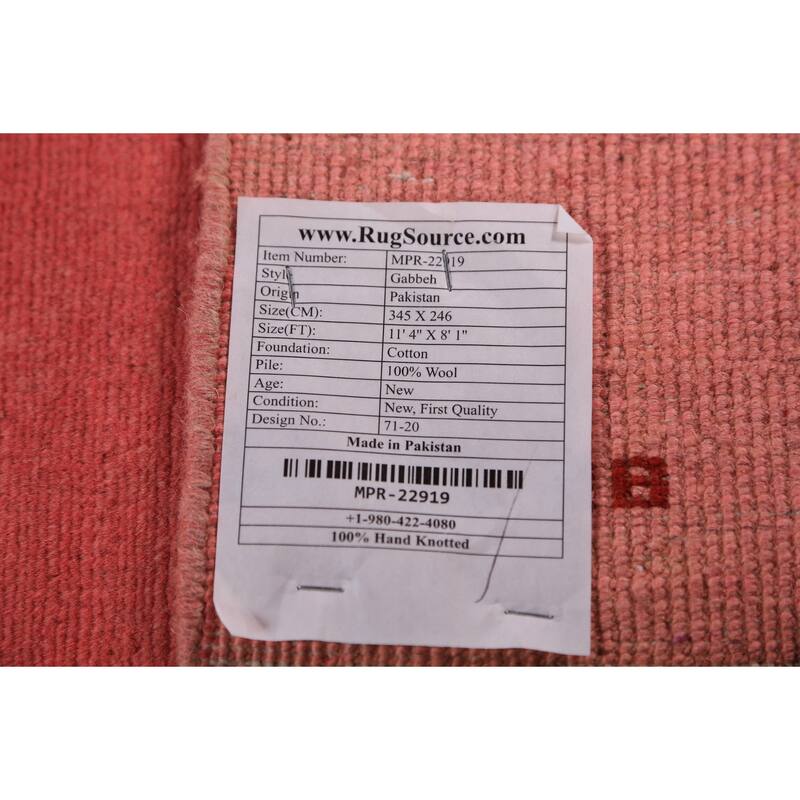 www.RugSource.com
Item Number: MPR-22919
Style Gabbeh
Origin Pakistan
Size(CM): 345 X 246
Size(FT): 11' 4" X 8' 1"
Foundation: Cotton
Pile: 100% Wool
Age: New
Condition: New, First Quality
Design No.: 71-20
Made in Pakistan
MPR-22919
+1-980-422-4080
100% Hand Knotted